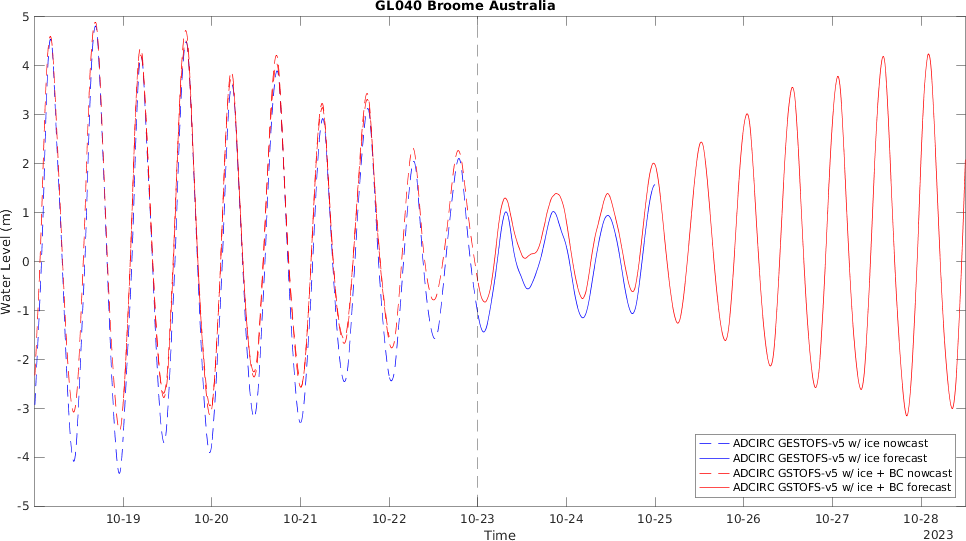 GL040 Broome Australia
Water Level (m)
5
4
3
2
1
0
-1
-2
-3
-4
-5
ADCIRC GESTOFS-v5 w/ ice nowcast
ADCIRC GESTOFS-v5 w/ ice forecast
ADCIRC GSTOFS-v5 w/ ice + BC nowcast
ADCIRC GSTOFS-v5 w/ ice + BC forecast
10-19 10-20 10-21 10-22 10-23 10-24 10-25 10-26 10-27 10-28
Time
2023